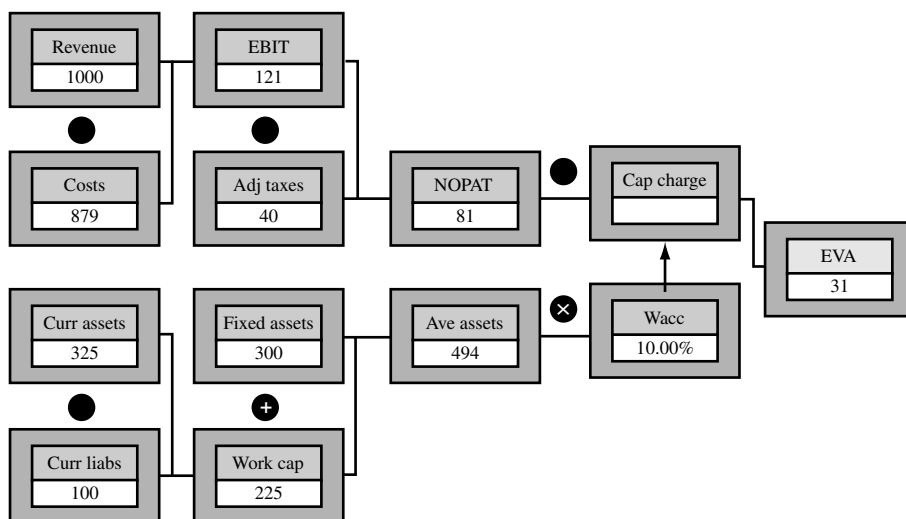 Revenue
1000
EBIT
121
Costs
879
Adj taxes
40
NOPAT
81
Cap charge
EVA
31
Curr assets
325
Fixed assets
300
Ave assets
494
×
Wacc
10.00%
+
Curr liabs
100
Work cap
225